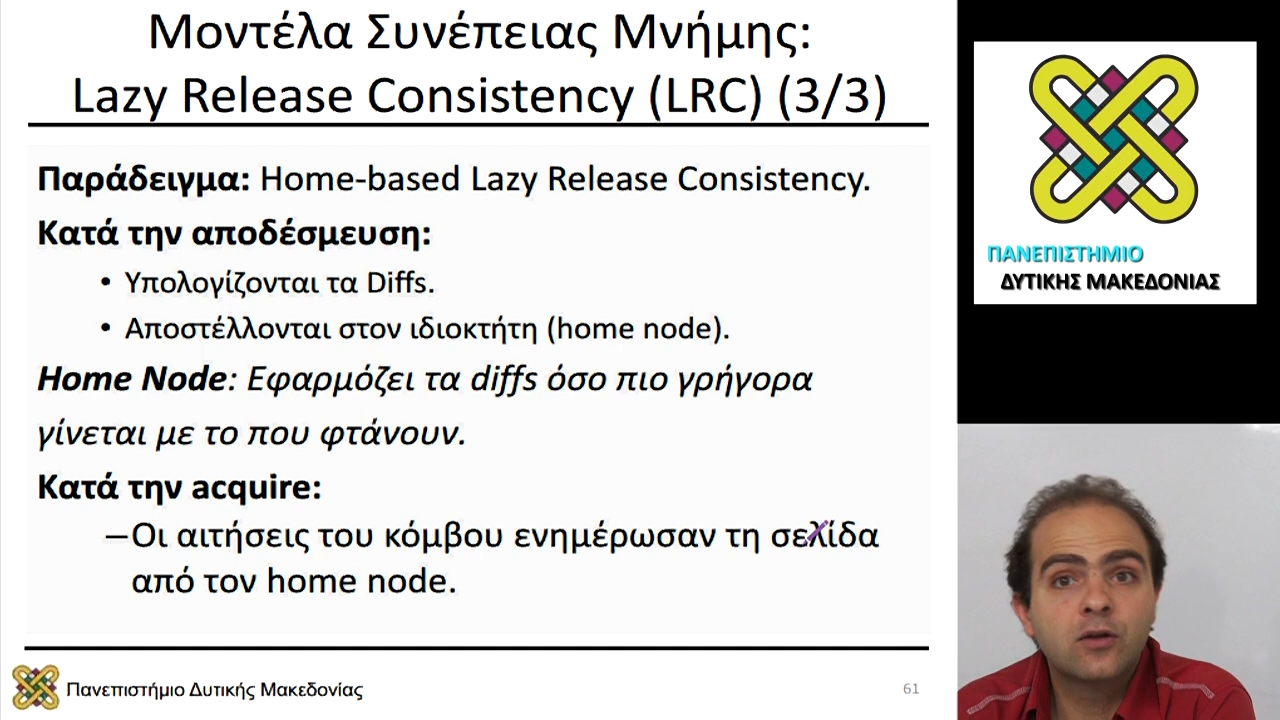 Μοντέλα Συνέπειας Μνήμης:
Lazy Release Consistency (LRC) (3/3)
Παράδειγμα: Home-based Lazy Release Consistency.
Κατά την αποδέσμευση:
• Υπολογίζονται τα Diffs.
• Αποστέλλονται στον ιδιοκτήτη (home node).
Home Node: Εφαρμόζει τα diffs όσο πιο γρήγορα
γίνεται με το που φτάνουν.
Κατά την acquire:
–Οι αιτήσεις του κόμβου ενημέρωσαν τη σελίδα
από τον home node.
Πανεπιστήμιο Δυτικής Μακεδονίας
61
ΠΑΝΕΠΙΣΤΗΜΙΟ
ΔΥΤΙΚΗΣ ΜΑΚΕΔΟΝΙΑΣ